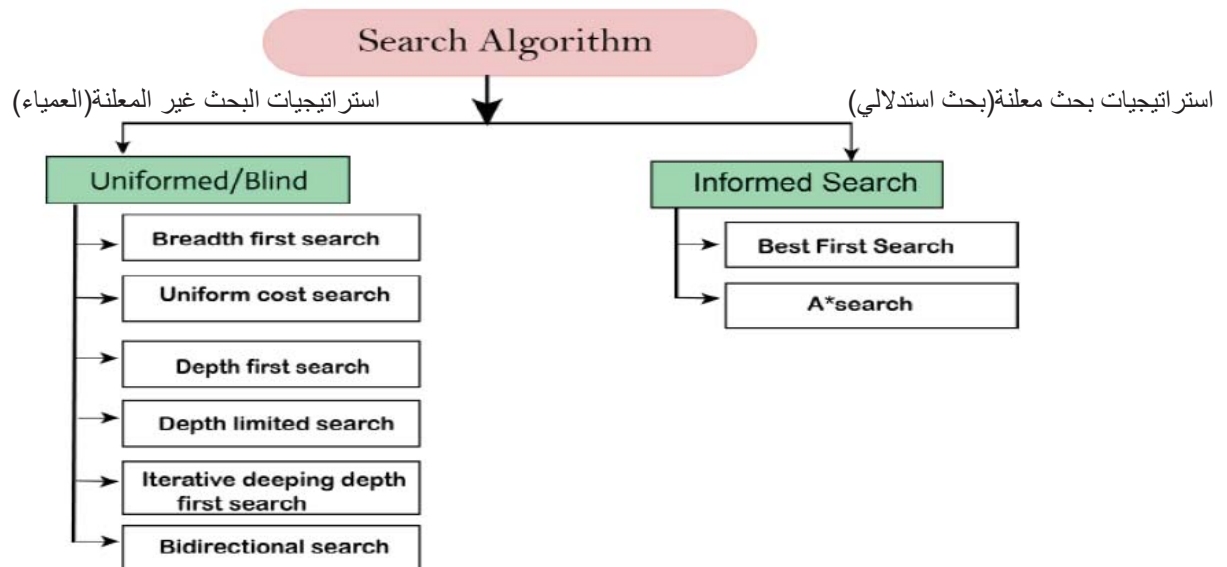 Search Algorithm
استراتيجيات البحث غير المعلنة(العمياء)
استراتيجيات بحث معلنة(بحث استدلالي)
Uniformed/Blind
Breadth first search
Uniform cost search
Depth first search
Depth limited search
Iterative deeping depth
first search
Bidirectional search
Informed Search
Best First Search
A*search